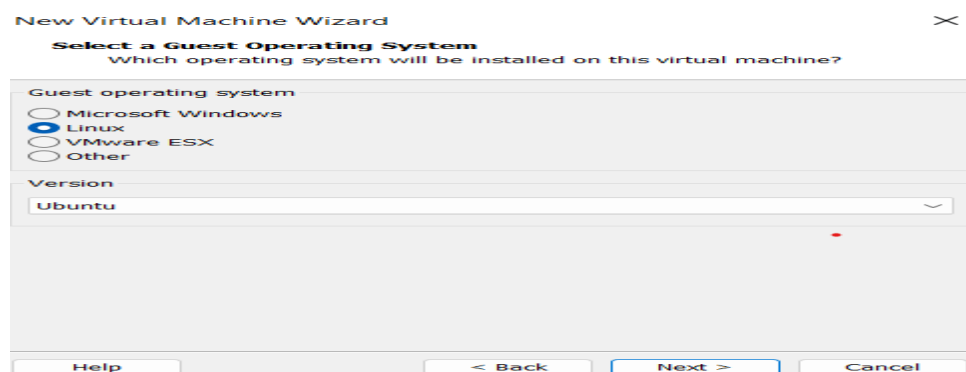 New Virtual Machine Wizard
Select a Guest Operating System
Which operating system will be installed on this virtual machine?
Guest operating system
Microsoft Windows
Linux
VMware ESX
Other
Version
Ubuntu
Help < Back Next > Cancel